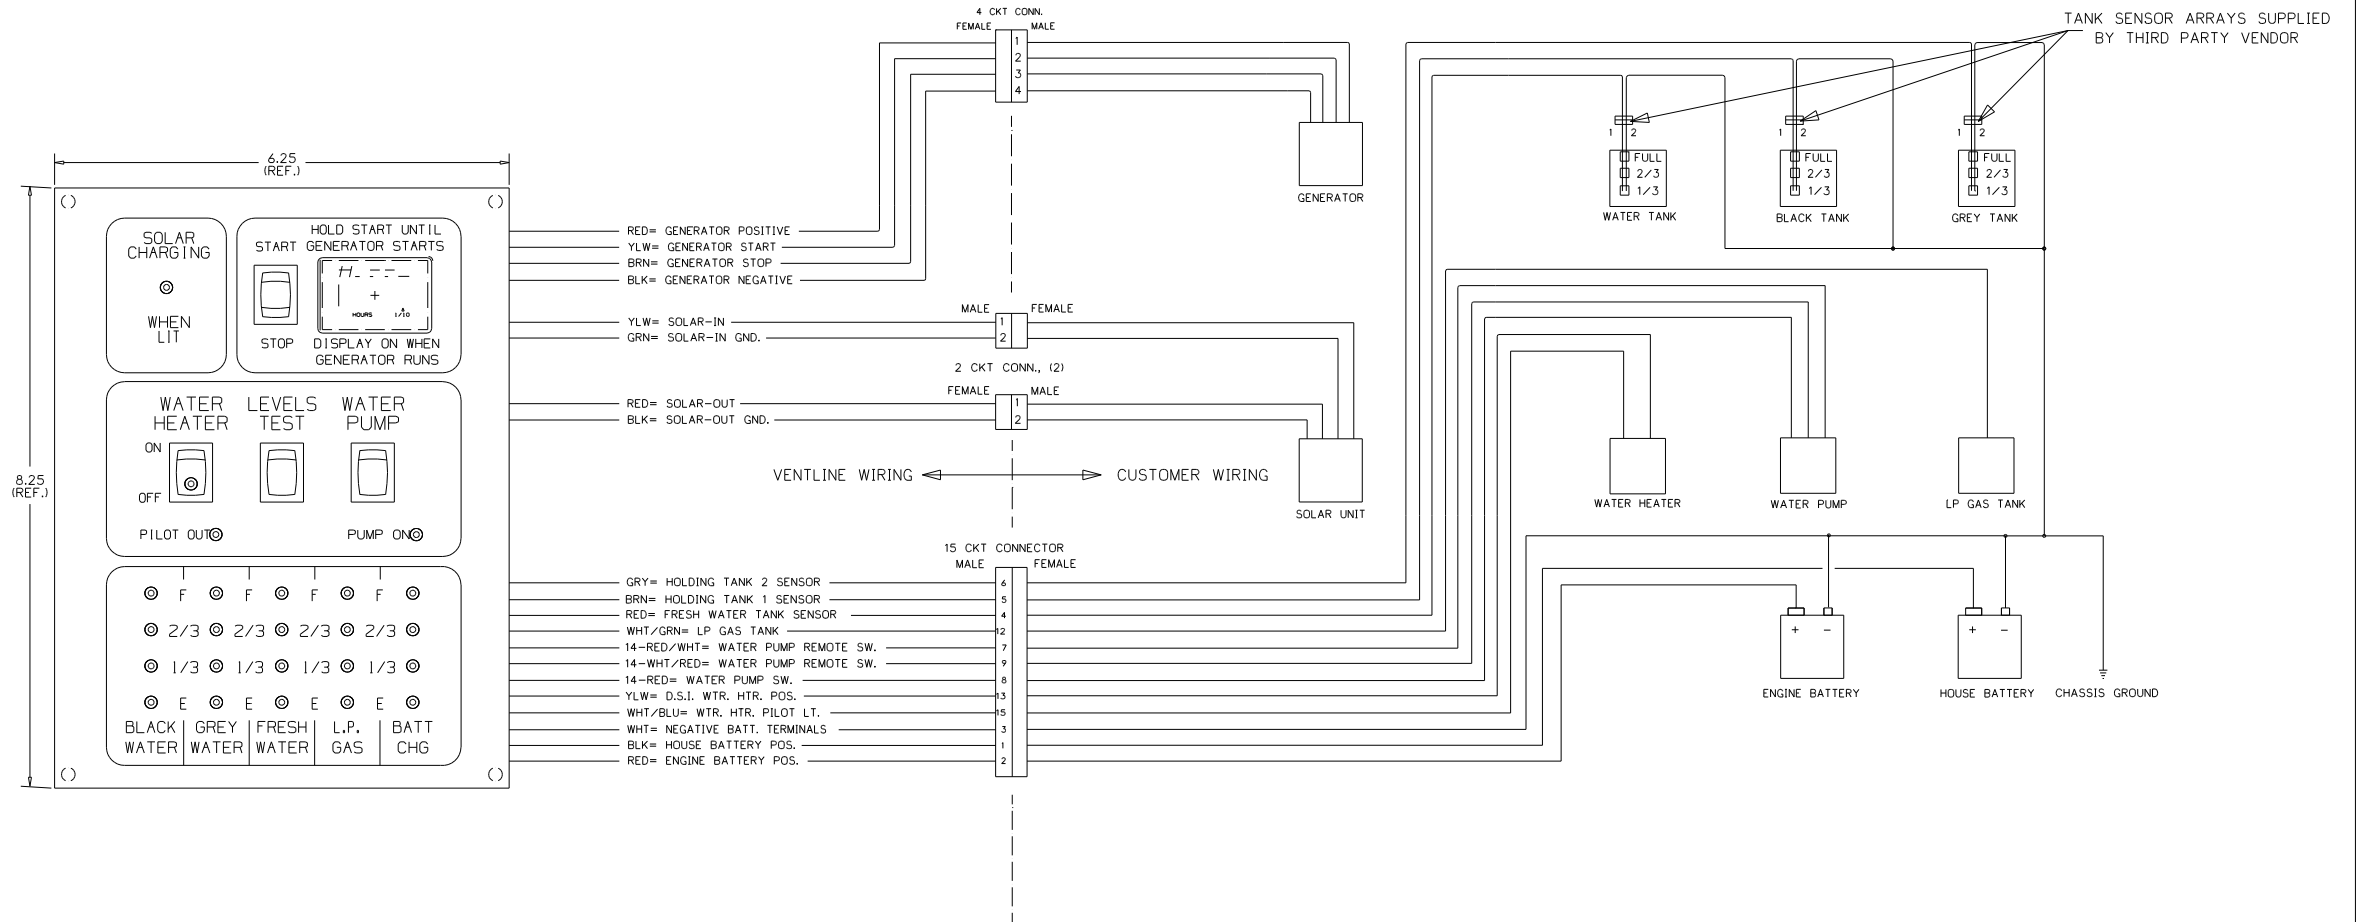 4 CKT CONN.
FEMALE MALE
1
2
3
4
TANK SENSOR ARRAYS SUPPLIED
BY THIRD PARTY VENDOR
1 2
FULL
2/3
1/3
WATER TANK
1 2
FULL
2/3
1/3
BLACK TANK
1 2
FULL
2/3
1/3
GREY TANK
GENERATOR
6.25
(REF.)
8.25
(REF.)
SOLAR
CHARGING
WHEN
LIT
HOLD START UNTIL
START GENERATOR STARTS
HOURS 1/10
STOP
DISPLAY ON WHEN
GENERATOR RUNS
RED= GENERATOR POSITIVE
YLW= GENERATOR START
BRN= GENERATOR STOP
BLK= GENERATOR NEGATIVE
MALE FEMALE
YLW= SOLAR-IN 1
GRN= SOLAR-IN GND. 2
2 CKT CONN., (2)
FEMALE MALE
RED= SOLAR-OUT 1
BLK= SOLAR-OUT GND. 2
VENTLINE WIRING CUSTOMER WIRING
SOLAR UNIT
WATER HEATER
WATER PUMP
LP GAS TANK
WATER
HEATER
LEVELS
TEST
WATER
PUMP
ON
OFF
PILOT OUT
PUMP ON
15 CKT CONNECTOR
MALE FEMALE
GRY= HOLDING TANK 2 SENSOR 6
BRN= HOLDING TANK 1 SENSOR 5
RED= FRESH WATER TANK SENSOR 4
WHT/GRN= LP GAS TANK 12
14-RED/WHT= WATER PUMP REMOTE SW. 7
14-WHT/RED= WATER PUMP REMOTE SW. 9
14-RED= WATER PUMP SW. 8
YLW= D.S.I. WTR. HTR. POS. 13
WHT/BLU= WTR. HTR. PILOT LT. 15
WHT= NEGATIVE BATT. TERMINALS 3
BLK= HOUSE BATTERY POS. 1
RED= ENGINE BATTERY POS. 2
F F F F
2/3 2/3 2/3 2/3
1/3 1/3 1/3 1/3
E E E E
BLACK
WATER
GREY
WATER
FRESH
WATER
L.P.
GAS
BATT
CHG
+ -
ENGINE BATTERY
+ -
HOUSE BATTERY
CHASSIS GROUND